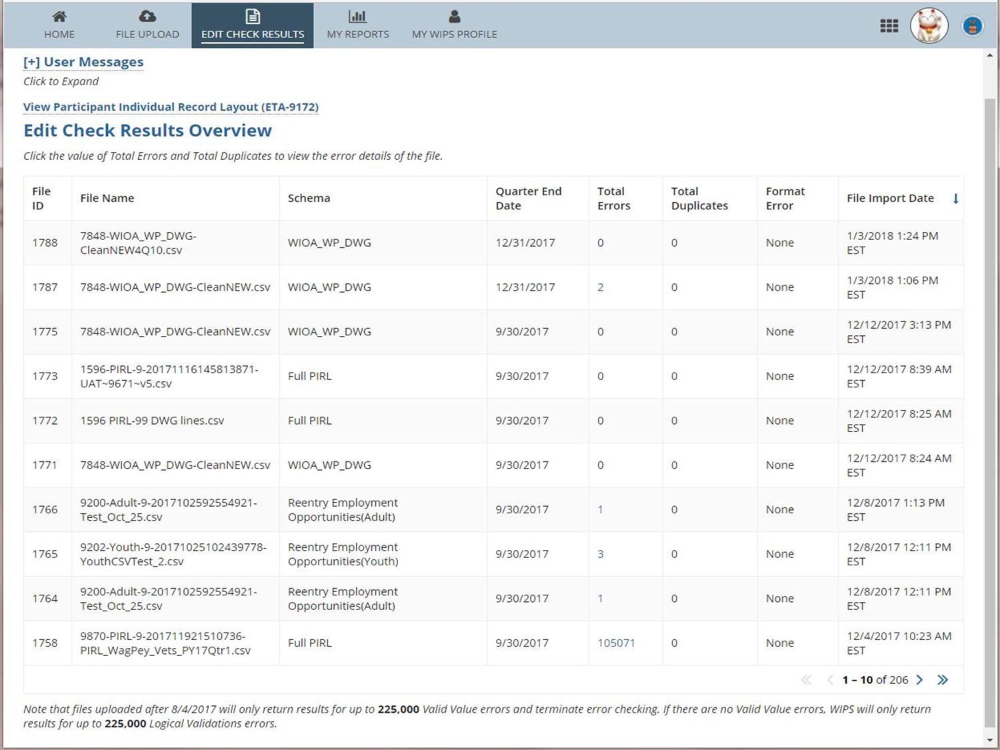 HOME
FILE UPLOAD
EDIT CHECK RESULTS
MY REPORTS
MY WIPS PROFILE
[+] User Messages
Click to Expand
View Participant Individual Record Layout (ETA-9172)
Edit Check Results Overview
Click the value of Total Errors and Total Duplicates to view the error details of the file.
File ID File Name Schema Quarter End Date Total Errors Total Duplicates Format Error File Import Date
1788 7848-WIOA_WP_DWG-CleanNEW4Q10.csv WIOA_WP_DWG 12/31/2017 0 0 None 1/3/2018 1:24 PM EST
1787 7848-WIOA_WP_DWG-CleanNEW.csv WIOA_WP_DWG 12/31/2017 2 0 None 1/3/2018 1:06 PM EST
1775 7848-WIOA_WP_DWG-CleanNEW.csv WIOA_WP_DWG 9/30/2017 0 0 None 12/12/2017 3:13 PM EST
1773 1596-PIRL-9-20171116145813871-UAT~9671~v5.csv Full PIRL 9/30/2017 0 0 None 12/12/2017 8:39 AM EST
1772 1596 PIRL-99 DWG lines.csv Full PIRL 9/30/2017 0 0 None 12/12/2017 8:25 AM EST
1771 7848-WIOA_WP_DWG-CleanNEW.csv WIOA_WP_DWG 9/30/2017 0 0 None 12/12/2017 8:24 AM EST
1766 9200-Adult-9-2017102592554921-Test_Oct_25.csv Reentry Employment Opportunities(Adult) 9/30/2017 1 0 None 12/8/2017 1:13 PM EST
1765 9202-Youth-9-20171025102439778-YouthCSVTest_2.csv Reentry Employment Opportunities(Youth) 9/30/2017 3 0 None 12/8/2017 12:11 PM EST
1764 9200-Adult-9-2017102592554921-Test_Oct_25.csv Reentry Employment Opportunities(Adult) 9/30/2017 1 0 None 12/8/2017 12:11 PM EST
1758 9870-PIRL-9-201711921510736-PIRL_WagPey_Vets_PY17Qtr1.csv Full PIRL 9/30/2017 105071 0 None 12/4/2017 10:23 AM EST
1 – 10 of 206
Note that files uploaded after 8/4/2017 will only return results for up to 225,000 Valid Value errors and terminate error checking. If there are no Valid Value errors, WIPS will only return
results for up to 225,000 Logical Validations errors.